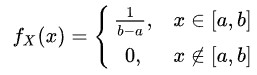 f_X(x) = { 1/(b−a), x ∈ [a, b]
0, x ∉ [a, b]